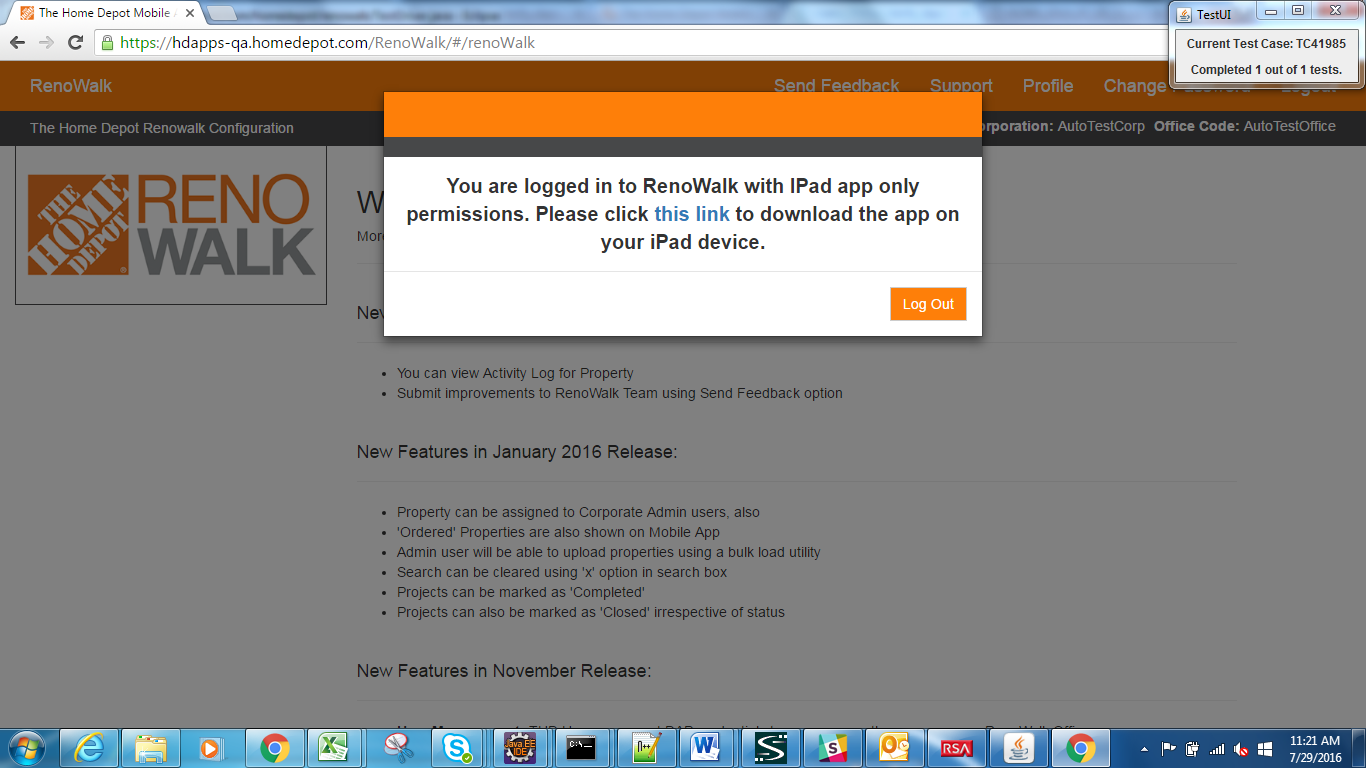 The Home Depot Mobile
https://hdapps-qa.homedepot.com/RenoWalk/#/renoWalk
TestUI
Current Test Case: TC41985
Completed 1 out of 1 tests.
RenoWalk
Send Feedback
Support
Profile
Change
The Home Depot Renowalk Configuration
AutoTestCorp Office Code: AutoTestOffice
THE HOME DEPOT
RENO
WALK
You are logged in to RenoWalk with IPad app only
permissions. Please click this link to download the app on
your iPad device.
Log Out
You can view Activity Log for Property
Submit improvements to RenoWalk Team using Send Feedback option
New Features in January 2016 Release:
Property can be assigned to Corporate Admin users, also
'Ordered' Properties are also shown on Mobile App
Admin user will be able to upload properties using a bulk load utility
Search can be cleared using 'x' option in search box
Projects can be marked as 'Completed'
Projects can also be marked as 'Closed' irrespective of status
New Features in November Release:
Java EE
IDE
C:\
RSA
11:21 AM
7/29/2016